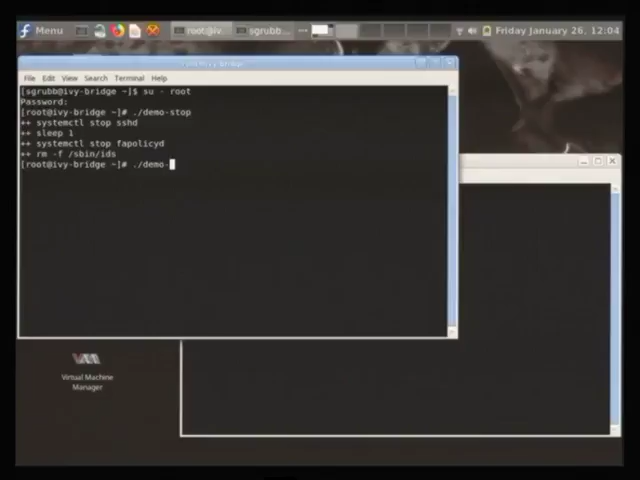 Menu
root@iv..
sgrubb...
Friday January 26, 12:04
File Edit View Search Terminal Help
[sgrubb@ivy-bridge ~]$ su - root
Password:
[root@ivy-bridge ~]# ./demo-stop
++ systemctl stop sshd
++ sleep 1
++ systemctl stop fapolicyd
++ rm -f /sbin/ids
[root@ivy-bridge ~]# ./demo-
Virtual Machine
Manager